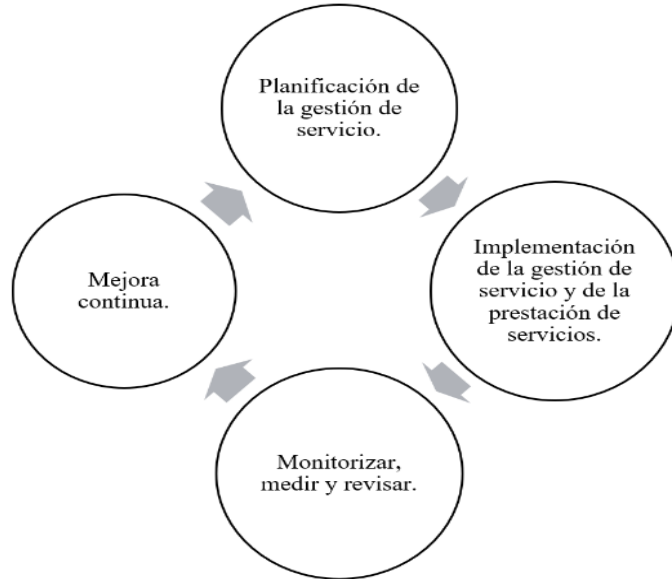 Planificación de
la gestión de
servicio.
Implementación
de la gestión de
servicio y de la
prestación de
servicios.
Monitorizar,
medir y revisar.
Mejora
continua.